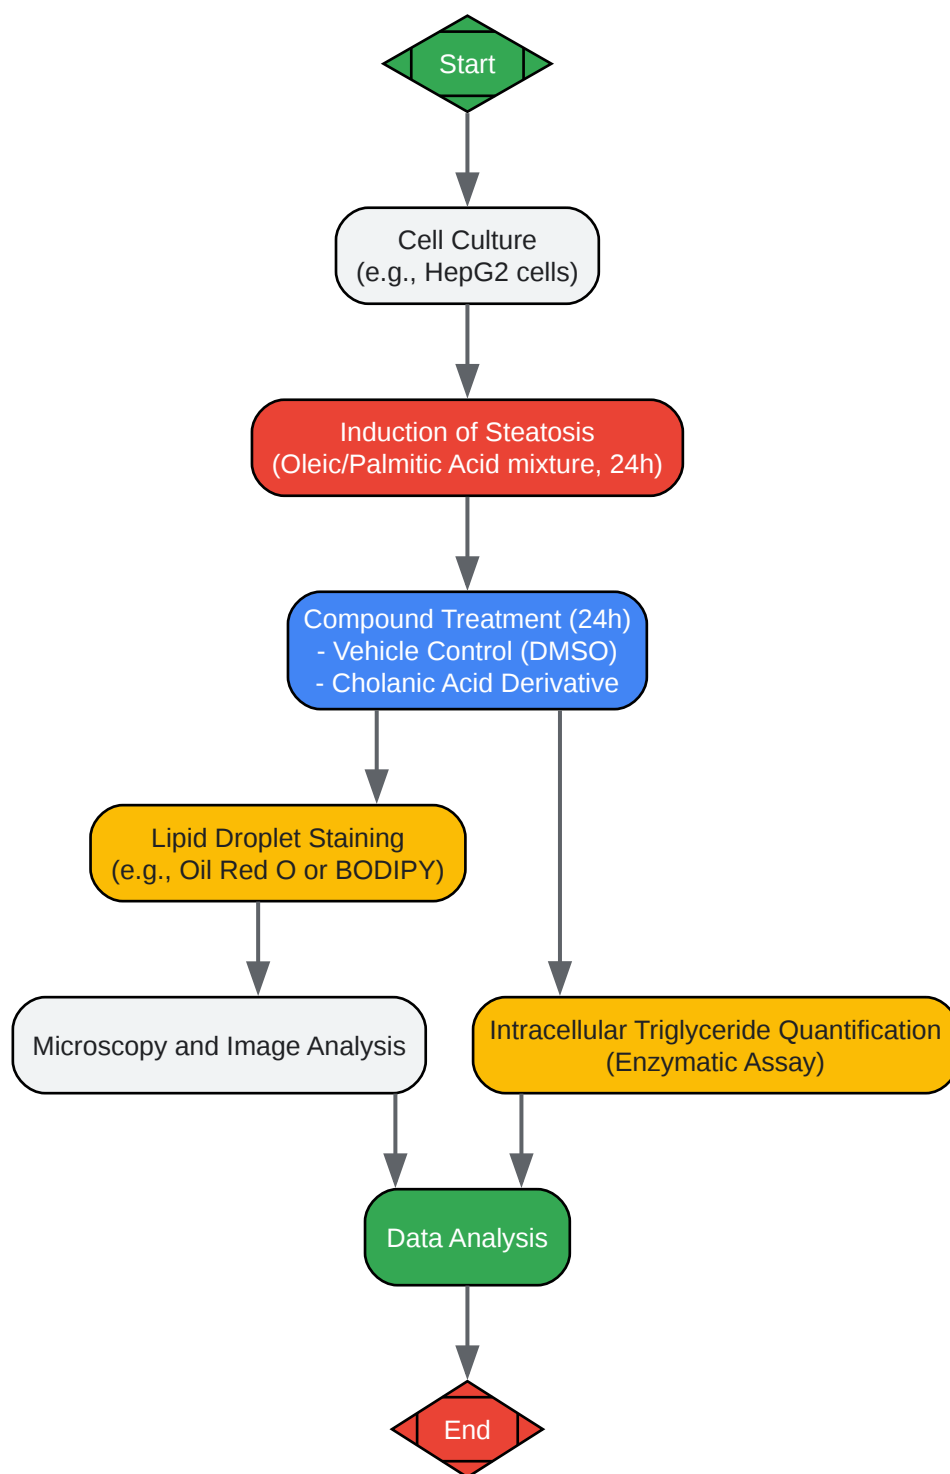 Start
Cell Culture
(e.g., HepG2 cells)
Induction of Steatosis
(Oleic/Palmitic Acid mixture, 24h)
Compound Treatment (24h)
- Vehicle Control (DMSO)
- Cholanic Acid Derivative
Lipid Droplet Staining
(e.g., Oil Red O or BODIPY)
Microscopy and Image Analysis
Intracellular Triglyceride Quantification
(Enzymatic Assay)
Data Analysis
End